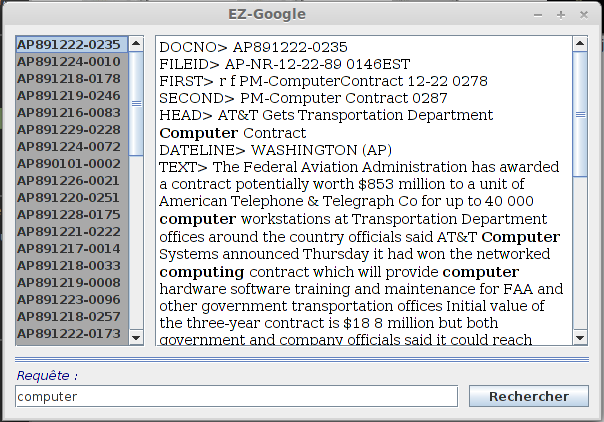 EZ-Google
AP891222-0235
AP891224-0010
AP891218-0178
AP891219-0246
AP891216-0083
AP891229-0228
AP891224-0072
AP890101-0002
AP891226-0021
AP891220-0251
AP891228-0175
AP891221-0222
AP891217-0014
AP891218-0033
AP891219-0008
AP891223-0096
AP891218-0257
AP891222-0173
DOCNO> AP891222-0235
FILEID> AP-NR-12-22-89 0146EST
FIRST> r f PM-ComputerContract 12-22 0278
SECOND> PM-Computer Contract 0287
HEAD> AT&T Gets Transportation Department
Computer Contract
DATELINE> WASHINGTON (AP)
TEXT> The Federal Aviation Administration has awarded
a contract potentially worth $853 million to a unit of
American Telephone & Telegraph Co for up to 40 000
computer workstations at Transportation Department
offices around the country officials said AT&T Computer
Systems announced Thursday it had won the networked
computing contract which will provide computer
hardware software training and maintenance for FAA and
other government transportation offices Initial value of
the three-year contract is $18 8 million but both
government and company officials said it could reach
Requête :
computer
Rechercher